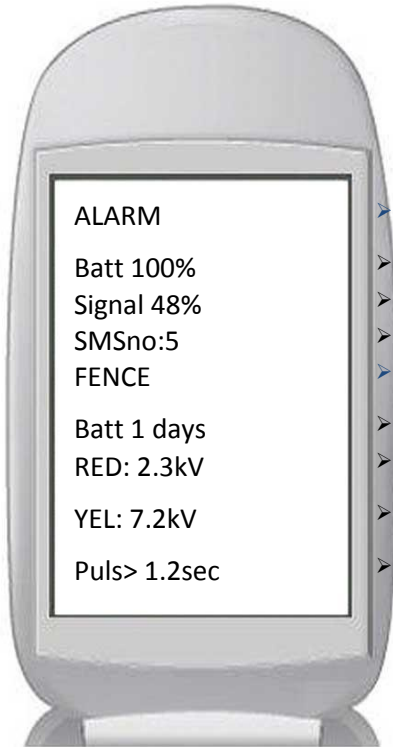 ALARM
Batt 100%
Signal 48%
SMSno:5
FENCE
Batt 1 days
RED: 2.3kV
YEL: 7.2kV
Puls> 1.2sec